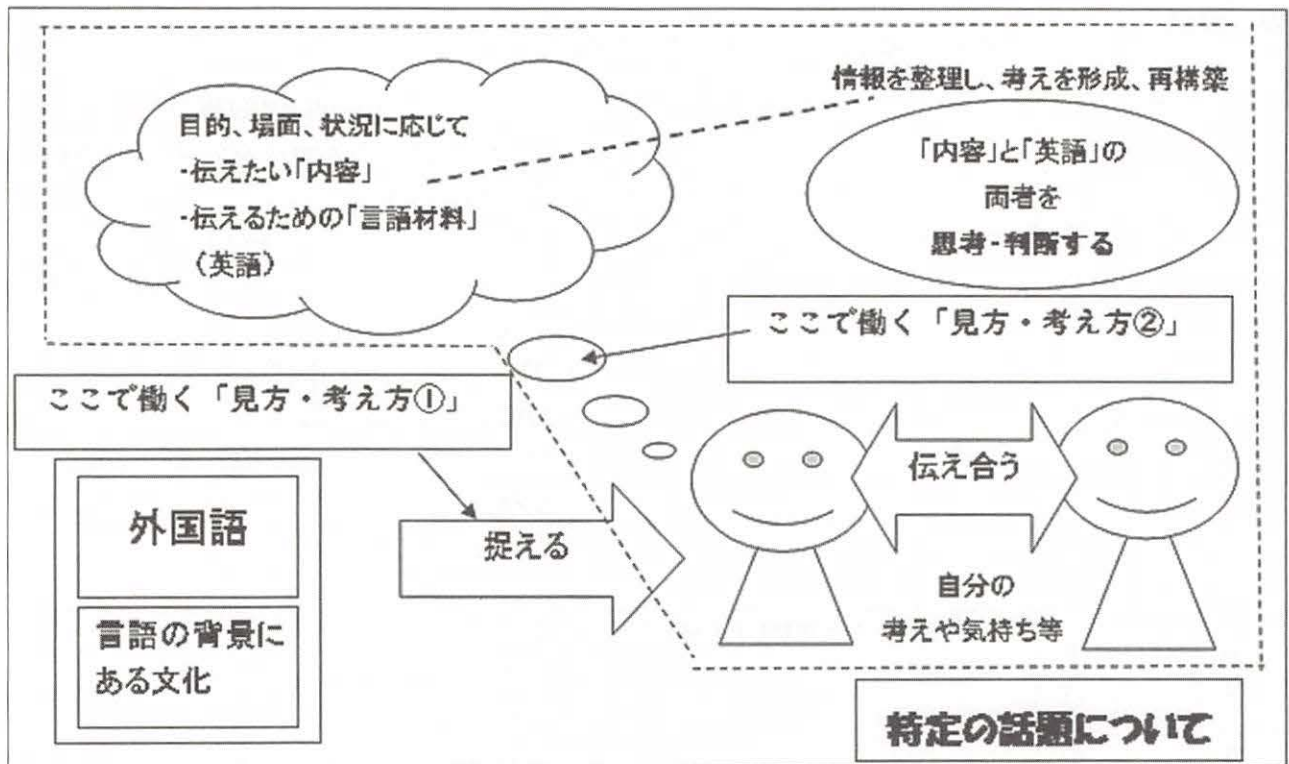 情報を整理し、考えを形成、再構築
目的、場面、状況に応じて
-伝えたい「内容」
-伝えるための「言語材料」
（英語）
「内容」と「英語」の
両者を
思考-判断する
ここで働く「見方・考え方②」
ここで働く「見方・考え方①」
外国語
言語の背景に
ある文化
捉える
伝え合う
自分の
考えや気持ち等
特定の話題について